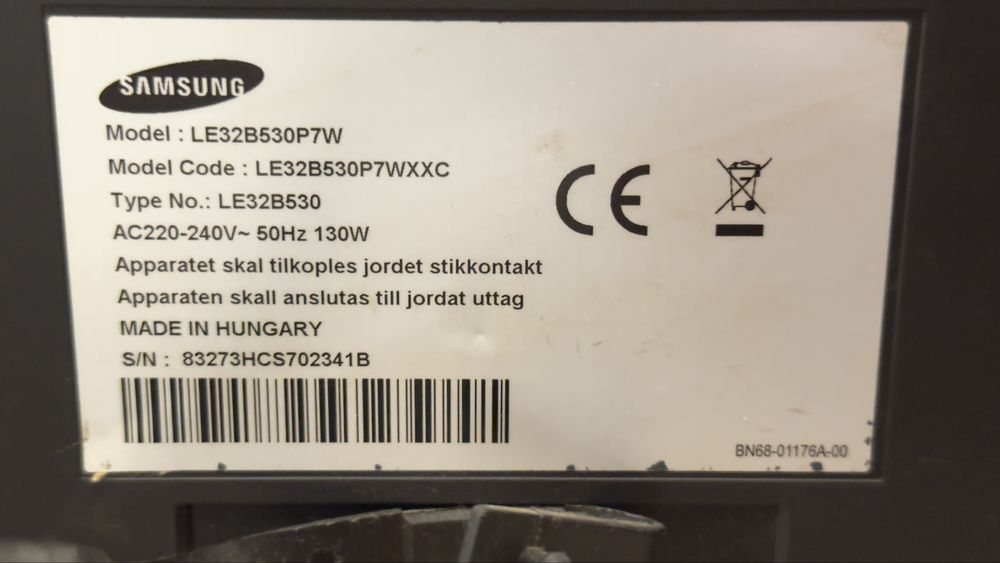 SAMSUNG
Model : LE32B530P7W
Model Code : LE32B530P7WXXC
Type No.: LE32B530
AC220-240V~ 50Hz 130W
Apparatet skal tilkoples jordet stikkontakt
Apparaten skall anslutas till jordat uttag
MADE IN HUNGARY
S/N : 83273HCS702341B
CE
BN68-01176A-00